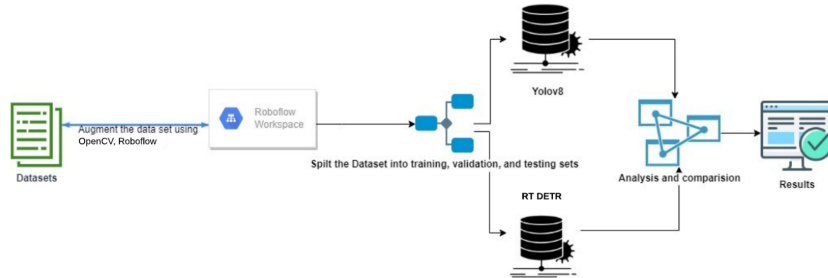 Yolov8
Roboflow
Workspace
Augment the data set using
OpenCV, Roboflow
Spilt the Dataset into training, validation, and testing sets
Datasets
Analysis and comparision
Results
RT DETR